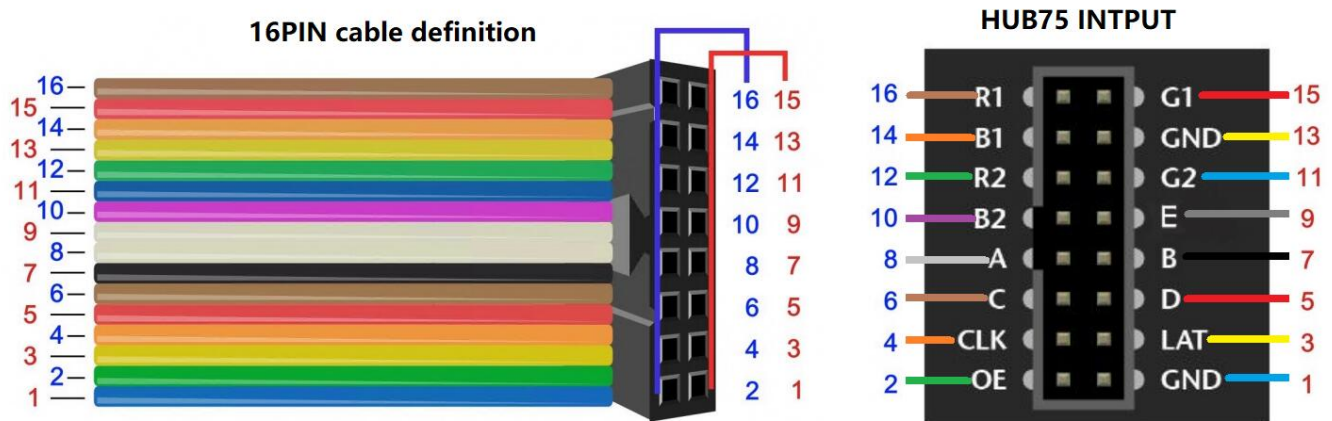 16PIN cable definition
HUB75 INTPUT
16
15
14
13
12
11
10
9
8
7
6
5
4
3
2
1
16 15
14 13
12 11
10 9
8 7
6 5
4 3
2 1
16 R1 G1 15
14 B1 GND 13
12 R2 G2 11
10 B2 E 9
8 A B 7
6 C D 5
4 CLK LAT 3
2 OE GND 1